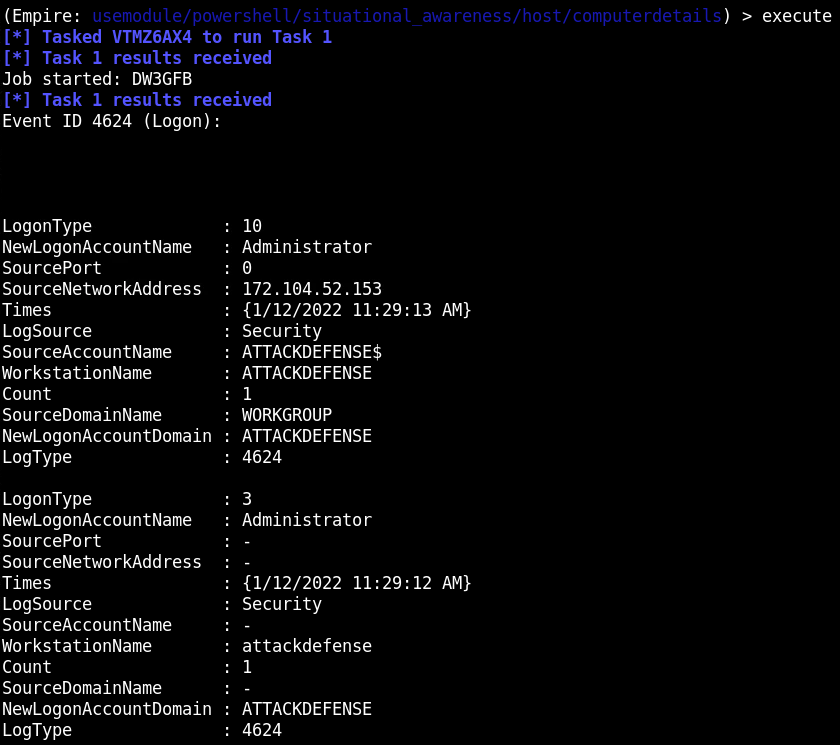 (Empire: usemodule/powershell/situational_awareness/host/computerdetails) > execute
[*] Tasked VTMZ6AX4 to run Task 1
[*] Task 1 results received
Job started: DW3GFB
[*] Task 1 results received
Event ID 4624 (Logon):
LogonType             : 10
NewLogonAccountName   : Administrator
SourcePort            : 0
SourceNetworkAddress  : 172.104.52.153
Times                 : {1/12/2022 11:29:13 AM}
LogSource             : Security
SourceAccountName     : ATTACKDEFENSE$
WorkstationName       : ATTACKDEFENSE
Count                 : 1
SourceDomainName      : WORKGROUP
NewLogonAccountDomain : ATTACKDEFENSE
LogType               : 4624
LogonType             : 3
NewLogonAccountName   : Administrator
SourcePort            : -
SourceNetworkAddress  : -
Times                 : {1/12/2022 11:29:12 AM}
LogSource             : Security
SourceAccountName     : -
WorkstationName       : attackdefense
Count                 : 1
SourceDomainName      : -
NewLogonAccountDomain : ATTACKDEFENSE
LogType               : 4624